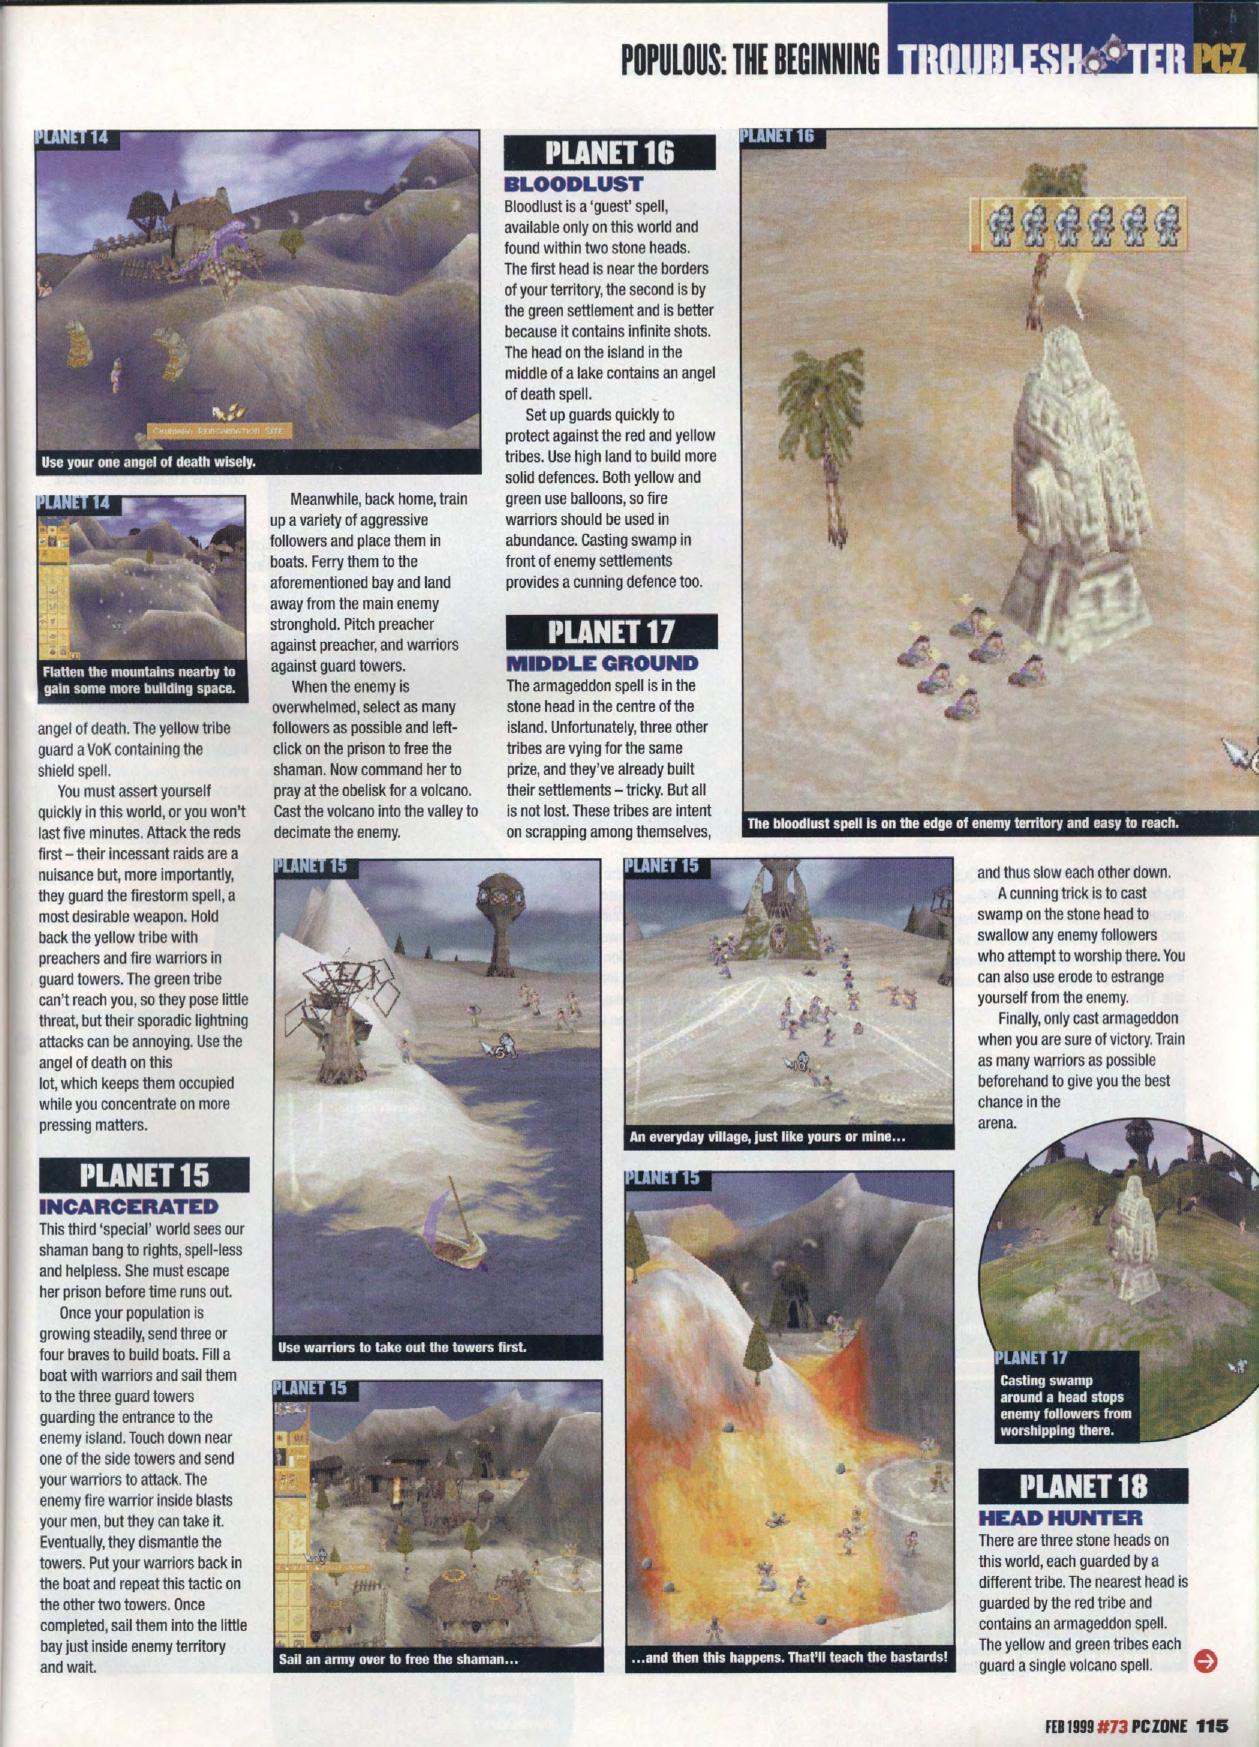 POPULOUS: THE BEGINNING TROUBLESHOOTER PCZ
PLANET 14
CHUMARA REINCARNATION SITE
Use your one angel of death wisely.
PLANET 14
Flatten the mountains nearby to
gain some more building space.
angel of death. The yellow tribe
guard a VoK containing the
shield spell.
You must assert yourself
quickly in this world, or you won't
last five minutes. Attack the reds
first – their incessant raids are a
nuisance but, more importantly,
they guard the firestorm spell, a
most desirable weapon. Hold
back the yellow tribe with
preachers and fire warriors in
guard towers. The green tribe
can't reach you, so they pose little
threat, but their sporadic lightning
attacks can be annoying. Use the
angel of death on this
lot, which keeps them occupied
while you concentrate on more
pressing matters.
PLANET 15
INCARCERATED
This third 'special' world sees our
shaman bang to rights, spell-less
and helpless. She must escape
her prison before time runs out.
Once your population is
growing steadily, send three or
four braves to build boats. Fill a
boat with warriors and sail them
to the three guard towers
guarding the entrance to the
enemy island. Touch down near
one of the side towers and send
your warriors to attack. The
enemy fire warrior inside blasts
your men, but they can take it.
Eventually, they dismantle the
towers. Put your warriors back in
the boat and repeat this tactic on
the other two towers. Once
completed, sail them into the little
bay just inside enemy territory
and wait.
Meanwhile, back home, train
up a variety of aggressive
followers and place them in
boats. Ferry them to the
aforementioned bay and land
away from the main enemy
stronghold. Pitch preacher
against preacher, and warriors
against guard towers.
When the enemy is
overwhelmed, select as many
followers as possible and left-
click on the prison to free the
shaman. Now command her to
pray at the obelisk for a volcano.
Cast the volcano into the valley to
decimate the enemy.
PLANET 15
5
Use warriors to take out the towers first.
PLANET 15
Sail an army over to free the shaman...
PLANET 16
BLOODLUST
Bloodlust is a 'guest' spell,
available only on this world and
found within two stone heads.
The first head is near the borders
of your territory, the second is by
the green settlement and is better
because it contains infinite shots.
The head on the island in the
middle of a lake contains an angel
of death spell.
Set up guards quickly to
protect against the red and yellow
tribes. Use high land to build more
solid defences. Both yellow and
green use balloons, so fire
warriors should be used in
abundance. Casting swamp in
front of enemy settlements
provides a cunning defence too.
PLANET 17
MIDDLE GROUND
The armageddon spell is in the
stone head in the centre of the
island. Unfortunately, three other
tribes are vying for the same
prize, and they've already built
their settlements – tricky. But all
is not lost. These tribes are intent
on scrapping among themselves,
PLANET 16
The bloodlust spell is on the edge of enemy territory and easy to reach.
PLANET 15
10
An everyday village, just like yours or mine...
PLANET 15
...and then this happens. That'll teach the bastards!
and thus slow each other down.
A cunning trick is to cast
swamp on the stone head to
swallow any enemy followers
who attempt to worship there. You
can also use erode to estrange
yourself from the enemy.
Finally, only cast armageddon
when you are sure of victory. Train
as many warriors as possible
beforehand to give you the best
chance in the
arena.
PLANET 17
Casting swamp
around a head stops
enemy followers from
worshipping there.
PLANET 18
HEAD HUNTER
There are three stone heads on
this world, each guarded by a
different tribe. The nearest head is
guarded by the red tribe and
contains an armageddon spell.
The yellow and green tribes each
guard a single volcano spell.
FEB 1999 #73 PC ZONE 115